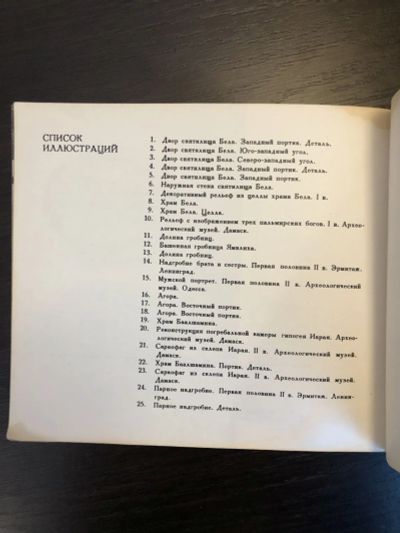 СПИСОК
ИЛЛЮСТРАЦИЙ
1. Двор святилища Бела. Западный портик. Деталь.
2. Двор святилища Бела. Юго-западный угол.
3. Двор святилища Бела. Северо-западный угол.
4. Двор святилища Бела. Западный портик. Деталь.
5. Двор святилища Бела. Западный портик.
6. Наружная стена святилища Бела.
7. Декоративный рельеф из целлы храма Бела. I в.
8. Храм Бела.
9. Храм Бела. Целла.
10. Рельеф с изображением трех пальмирских богов. I в. Архео-
логический музей. Дамаск.
11. Долина гробниц.
12. Башенная гробница Ямвлиха.
13. Долина гробниц.
14. Надгробие брата и сестры. Первая половина II в. Эрмитаж.
Ленинград.
15. Мужской портрет. Первая половина II в. Археологический
музей. Одесса.
16. Агора.
17. Агора. Восточный портик.
18. Агора. Восточный портик.
19. Храм Баалшамина.
20. Реконструкция погребальной камеры гипогея Иараи. Архео-
логический музей. Дамаск.
21. Саркофаг из склепа Иараи. II в. Археологический музей.
Дамаск.
22. Храм Баалшамина. Портик. Деталь.
23. Саркофаг из склепа Иараи. II в. Археологический музей.
Дамаск.
24. Парное надгробие. Первая половина II в. Эрмитаж. Ленин-
град.
25. Парное надгробие. Деталь.